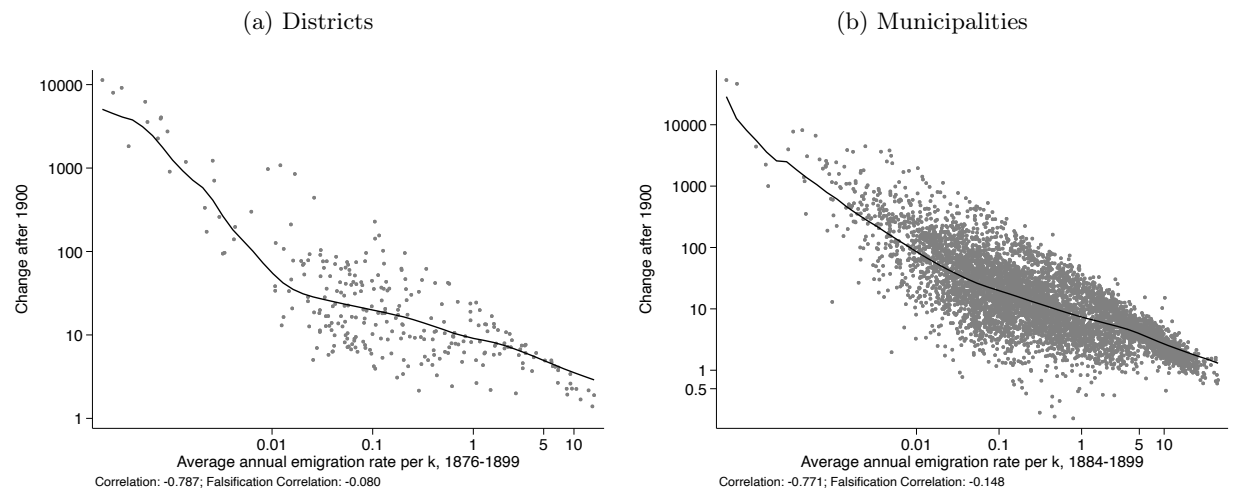 (a) Districts
10000
1000
100
10
1
Change after 1900
0.01 0.1 1 5 10
Average annual emigration rate per k, 1876-1899
Correlation: -0.787; Falsification Correlation: -0.080
(b) Municipalities
10000
1000
100
10
1
0.5
Change after 1900
0.01 0.1 1 5 10
Average annual emigration rate per k, 1884-1899
Correlation: -0.771; Falsification Correlation: -0.148